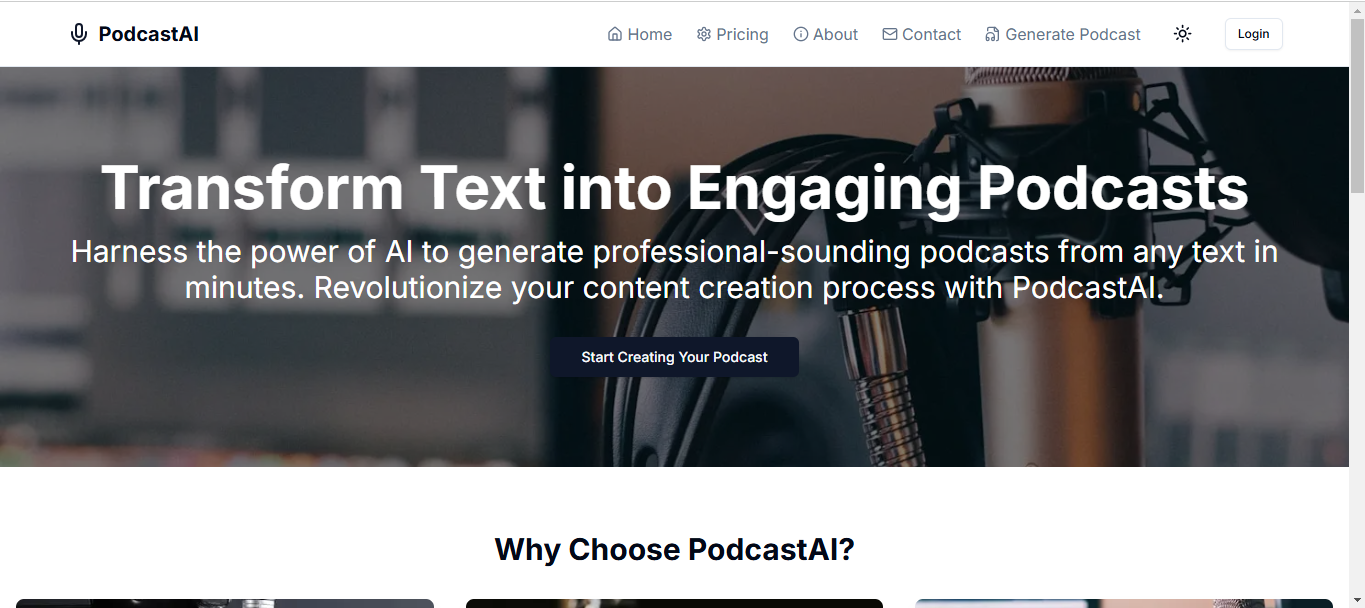 PodcastAI
Home Pricing About Contact Generate Podcast Login
Transform Text into Engaging Podcasts
Harness the power of AI to generate professional-sounding podcasts from any text in
minutes. Revolutionize your content creation process with PodcastAI.
Start Creating Your Podcast
Why Choose PodcastAI?